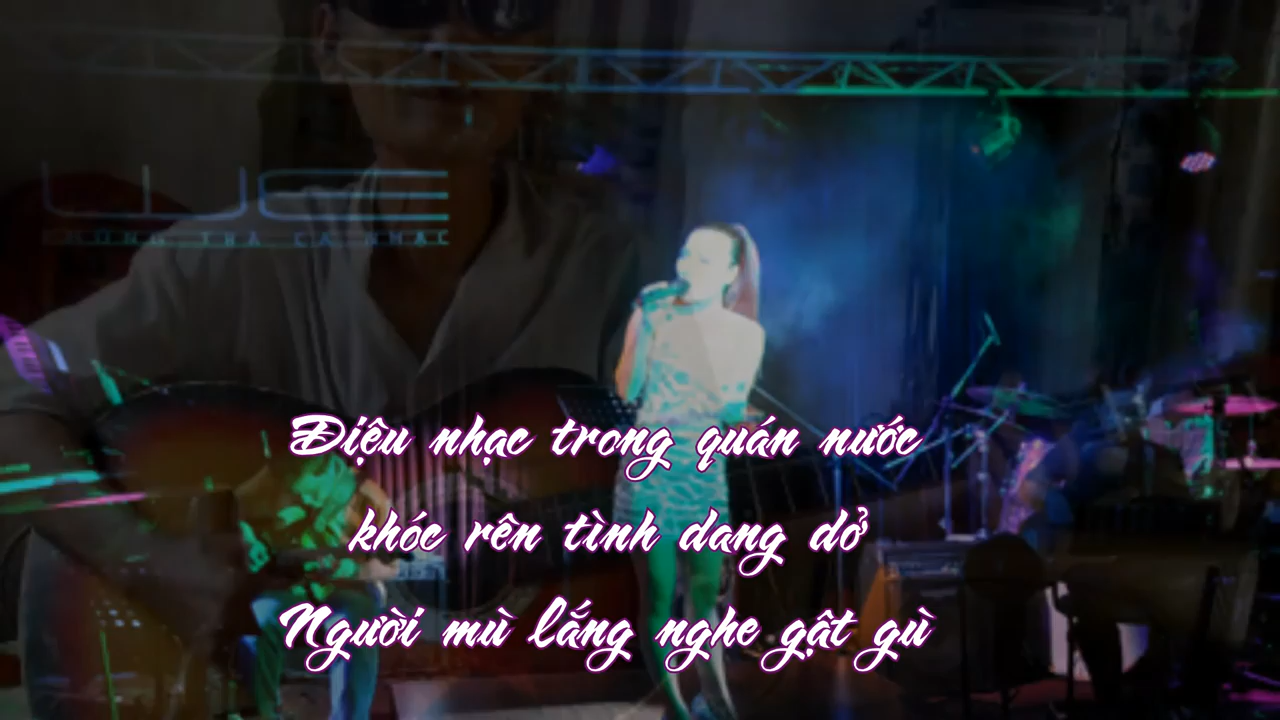 Điệu nhạc trong quán nước
khóc rên tình dang dở
Người mù lắng nghe gật gù